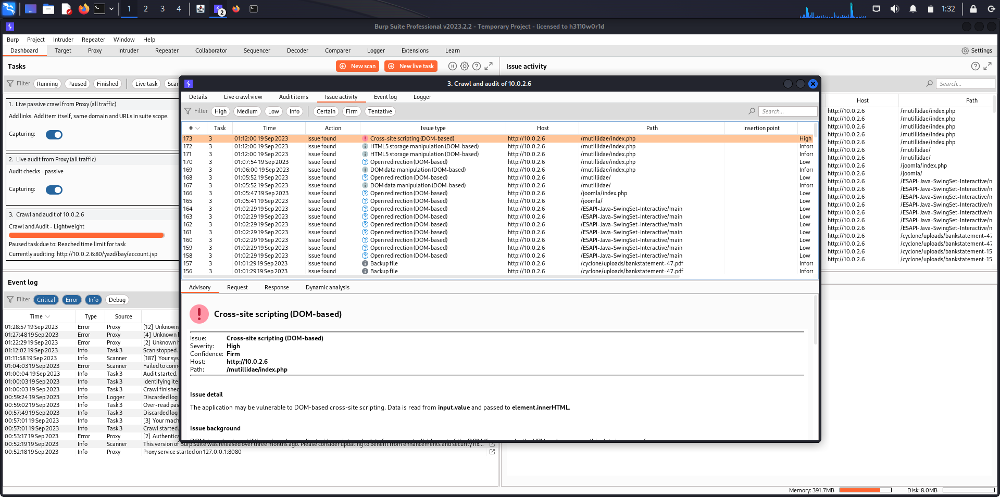 1 2 3 4 2 1:32
Burp Suite Professional v2023.2.2 - Temporary Project - licensed to h3110w0r1d
Burp Project Intruder Repeater Window Help
Dashboard Target Proxy Intruder Repeater Collaborator Sequencer Decoder Comparer Logger Extensions Learn Settings
Tasks New scan New live task
Filter Running Paused Finished Live task Scan
1. Live passive crawl from Proxy (all traffic)
Add links. Add item itself, same domain and URLs in suite scope.
Capturing:
2. Live audit from Proxy (all traffic)
Audit checks - passive
Capturing:
3. Crawl and audit of 10.0.2.6
Crawl and Audit - Lightweight
Paused task due to: Reached time limit for task
Currently auditing: http://10.0.2.6:80/yazd/bay/account.jsp
Event log
Filter Critical Error Info Debug
Time Type Source
01:28:57 19 Sep 2023 Error Proxy [12] Unknown
01:27:48 19 Sep 2023 Error Proxy [4] Unknown
01:22:29 19 Sep 2023 Error Proxy [2] Unknown
01:12:02 19 Sep 2023 Info Task 3 Scan stopped.
01:11:58 19 Sep 2023 Info Scanner [187] Your sys
01:04:03 19 Sep 2023 Error Scanner Failed to conn
01:00:04 19 Sep 2023 Info Task 3 Audit started.
01:00:03 19 Sep 2023 Info Task 3 Identifying ite
01:00:03 19 Sep 2023 Info Task 3 Crawl finished
00:59:24 19 Sep 2023 Info Logger Discarded log
00:59:02 19 Sep 2023 Info Task 3 Over-read pas
00:57:49 19 Sep 2023 Info Task 3 Discarded log
00:57:01 19 Sep 2023 Info Task 3 [3] Your mach
00:57:01 19 Sep 2023 Info Task 3 Crawl started.
00:53:17 19 Sep 2023 Error Proxy [2] Authentica
00:52:19 19 Sep 2023 Info Scanner This version of Burp Suite was released over three months ago. Please consider updating to benefit from enhancements and security fix...
00:52:18 19 Sep 2023 Info Proxy Proxy service started on 127.0.0.1:8080
3. Crawl and audit of 10.0.2.6
Details Live crawl view Audit items Issue activity Event log Logger
Filter High Medium Low Info Certain Firm Tentative Search...
# Task Time Action Issue type Host Path Insertion point
173 3 01:12:00 19 Sep 2023 Issue found Cross-site scripting (DOM-based) http://10.0.2.6 /mutillidae/index.php High
172 3 01:12:00 19 Sep 2023 Issue found HTML5 storage manipulation (DOM-based) http://10.0.2.6 /mutillidae/index.php Inforr
171 3 01:12:00 19 Sep 2023 Issue found HTML5 storage manipulation (DOM-based) http://10.0.2.6 /mutillidae/index.php Inforr
170 3 01:07:54 19 Sep 2023 Issue found Open redirection (DOM-based) http://10.0.2.6 /mutillidae/index.php Low
169 3 01:06:00 19 Sep 2023 Issue found DOM data manipulation (DOM-based) http://10.0.2.6 /mutillidae/index.php Inforr
168 3 01:05:52 19 Sep 2023 Issue found Open redirection (DOM-based) http://10.0.2.6 /mutillidae/ Low
167 3 01:05:52 19 Sep 2023 Issue found DOM data manipulation (DOM-based) http://10.0.2.6 /mutillidae/ Inforr
166 3 01:05:47 19 Sep 2023 Issue found Open redirection (DOM-based) http://10.0.2.6 /joomla/index.php Low
165 3 01:05:41 19 Sep 2023 Issue found Open redirection (DOM-based) http://10.0.2.6 /joomla/ Low
164 3 01:02:29 19 Sep 2023 Issue found Open redirection (DOM-based) http://10.0.2.6 /ESAPI-Java-SwingSet-Interactive/main Low
163 3 01:02:29 19 Sep 2023 Issue found Open redirection (DOM-based) http://10.0.2.6 /ESAPI-Java-SwingSet-Interactive/main Low
162 3 01:02:29 19 Sep 2023 Issue found Open redirection (DOM-based) http://10.0.2.6 /ESAPI-Java-SwingSet-Interactive/main Low
161 3 01:02:29 19 Sep 2023 Issue found Open redirection (DOM-based) http://10.0.2.6 /ESAPI-Java-SwingSet-Interactive/main Low
160 3 01:02:29 19 Sep 2023 Issue found Open redirection (DOM-based) http://10.0.2.6 /ESAPI-Java-SwingSet-Interactive/main Low
159 3 01:02:29 19 Sep 2023 Issue found Open redirection (DOM-based) http://10.0.2.6 /ESAPI-Java-SwingSet-Interactive/main Low
158 3 01:02:29 19 Sep 2023 Issue found Open redirection (DOM-based) http://10.0.2.6 /ESAPI-Java-SwingSet-Interactive/main Low
157 3 01:01:29 19 Sep 2023 Issue found Backup file http://10.0.2.6 /cyclone/uploads/bankstatement-47.pdf Inforr
156 3 01:01:29 19 Sep 2023 Issue found Backup file http://10.0.2.6 /cyclone/uploads/bankstatement-47.pdf Inforr
Advisory Request Response Dynamic analysis
Cross-site scripting (DOM-based)
Issue: Cross-site scripting (DOM-based)
Severity: High
Confidence: Firm
Host: http://10.0.2.6
Path: /mutillidae/index.php
Issue detail
The application may be vulnerable to DOM-based cross-site scripting. Data is read from input.value and passed to element.innerHTML.
Issue background
Issue activity
Search...
Host Path
http://10.0.2.6 /mutillidae/index.php
http://10.0.2.6 /mutillidae/index.php
http://10.0.2.6 /mutillidae/index.php
http://10.0.2.6 /mutillidae/index.php
http://10.0.2.6 /mutillidae/index.php
http://10.0.2.6 /mutillidae/
http://10.0.2.6 /mutillidae/
http://10.0.2.6 /joomla/index.php
http://10.0.2.6 /joomla/
http://10.0.2.6 /ESAPI-Java-SwingSet-Interactive/n
http://10.0.2.6 /ESAPI-Java-SwingSet-Interactive/n
http://10.0.2.6 /ESAPI-Java-SwingSet-Interactive/n
http://10.0.2.6 /ESAPI-Java-SwingSet-Interactive/n
http://10.0.2.6 /ESAPI-Java-SwingSet-Interactive/n
http://10.0.2.6 /ESAPI-Java-SwingSet-Interactive/n
http://10.0.2.6 /ESAPI-Java-SwingSet-Interactive/n
http://10.0.2.6 /cyclone/uploads/bankstatement-47
http://10.0.2.6 /cyclone/uploads/bankstatement-47
http://10.0.2.6 /cyclone/uploads/bankstatement-15
http://10.0.2.6 /cyclone/uploads/bankstatement-15
Memory: 391.7MB Disk: 8.0MB